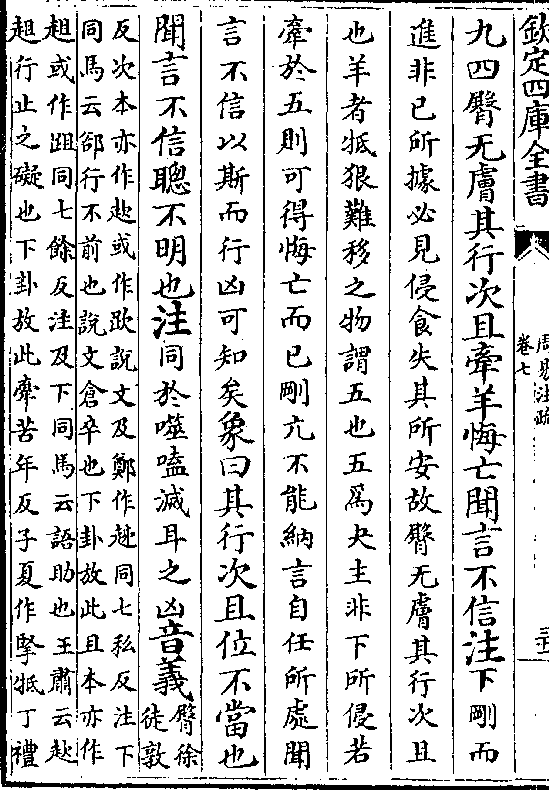 欽定四庫全書
周易注疏
卷七
九四臀无膚其行次且牽羊悔亡聞言不信注下剛而
進非已所據必見侵食失其所安故臀无膚其行次且
也羊者抵狠難移之物謂五也五為夬主非下所侵若
牽於五則可得悔亡而已剛亢不能納言自任所處聞
言不信以斯而行凶可知矣象曰其行次且位不當也
聞言不信聰不明也注同於噬嗑滅耳之凶音義臀徐
徒敦
反次本亦作趑或作跂說文及鄭作趀同七私反注下
同馬云郤行不前也說文倉卒也下卦放此且本亦作
趄或作跙同七餘反注及下同馬云語助也王肅云趑
趄行止之礙也下卦放此牽苦年反子夏作掔牴丁禮